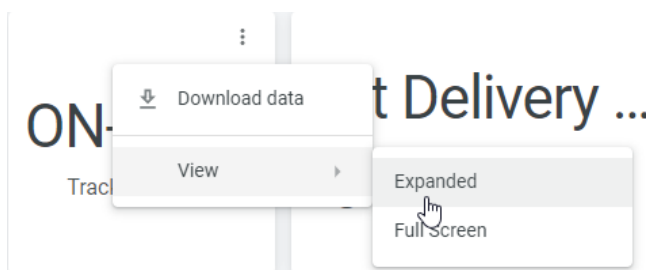 Download data
ON-
t Delivery ...
View
Trac
Expanded
Full Screen